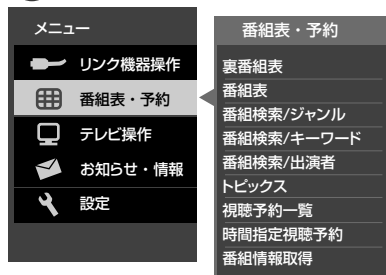 メニュー
リンク機器操作
番組表・予約
テレビ操作
お知らせ・情報
設定
番組表・予約
裏番組表
番組表
番組検索/ジャンル
番組検索/キーワード
番組検索/出演者
トピックス
視聴予約一覧
時間指定視聴予約
番組情報取得